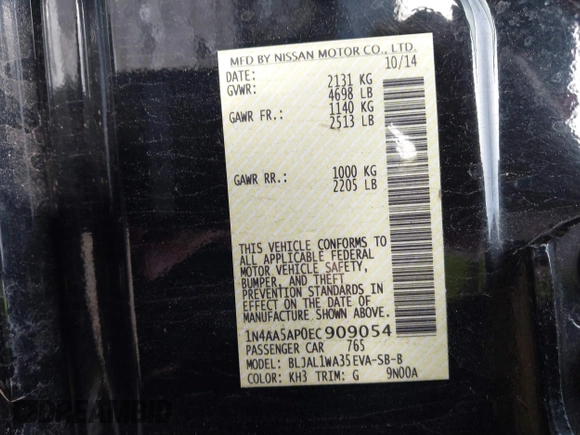 MFD BY NISSAN MOTOR CO., LTD.
DATE: 10/14
GVWR: 2131 KG
4698 LB
GAWR FR.: 1140 KG
2513 LB
GAWR RR.: 1000 KG
2205 LB
THIS VEHICLE CONFORMS TO
ALL APPLICABLE FEDERAL
MOTOR VEHICLE SAFETY,
BUMPER, AND THEFT
PREVENTION STANDARDS IN
EFFECT ON THE DATE OF
MANUFACTURE SHOWN ABOVE.
1N4AA5AP0EC909054
PASSENGER CAR 765
MODEL: BLJAL1WA35EVA-SB-B
COLOR: KH3 TRIM: G 9N00A
DREAMBID